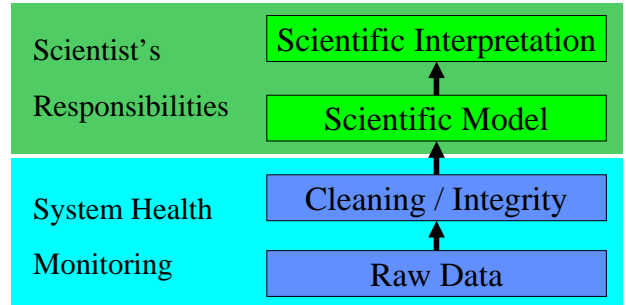 Scientist’s
Responsibilities
Scientific Interpretation
Scientific Model
System Health
Monitoring
Cleaning / Integrity
Raw Data